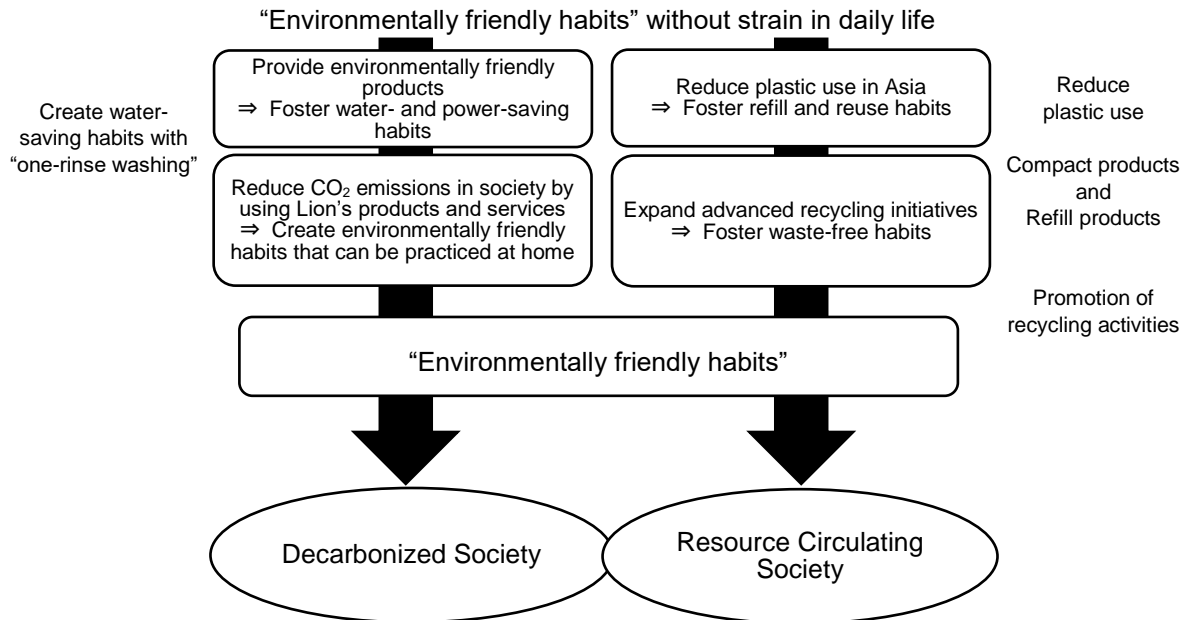 “Environmentally friendly habits” without strain in daily life
Create water-
saving habits with
“one-rinse washing”
Provide environmentally friendly
products
⇒ Foster water- and power-saving
habits
Reduce CO₂ emissions in society by
using Lion’s products and services
⇒ Create environmentally friendly
habits that can be practiced at home
Reduce plastic use in Asia
⇒ Foster refill and reuse habits
Expand advanced recycling initiatives
⇒ Foster waste-free habits
Reduce
plastic use
Compact products
and
Refill products
Promotion of
recycling activities
“Environmentally friendly habits”
Decarbonized Society
Resource Circulating
Society